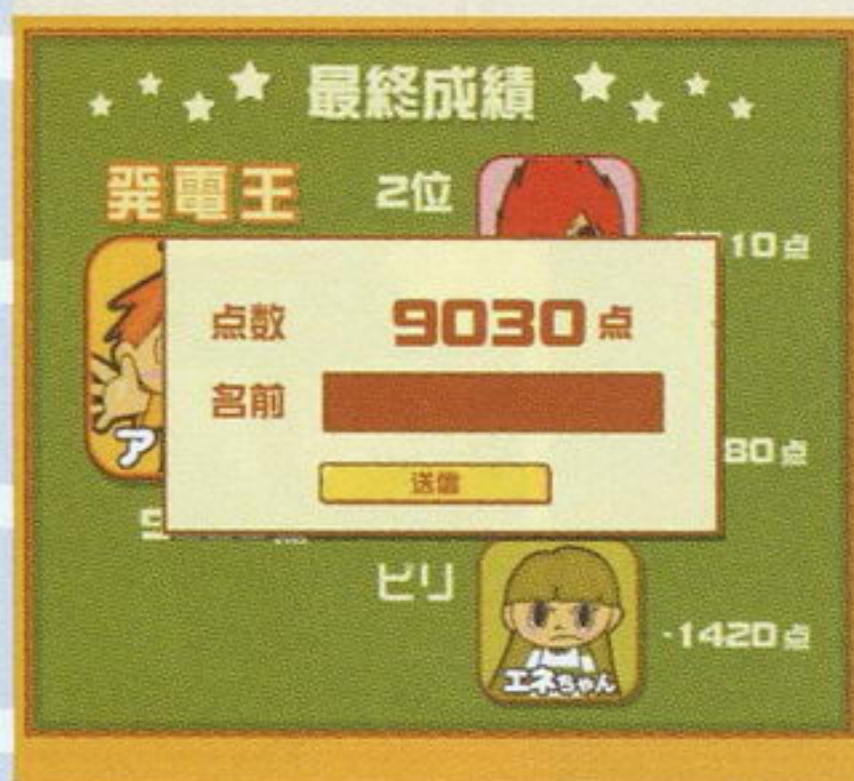 最終成績
発電王
2位
10点
点数 9030点
名前
送信
ア
80点
ビリ
エネちゃん
-1420点